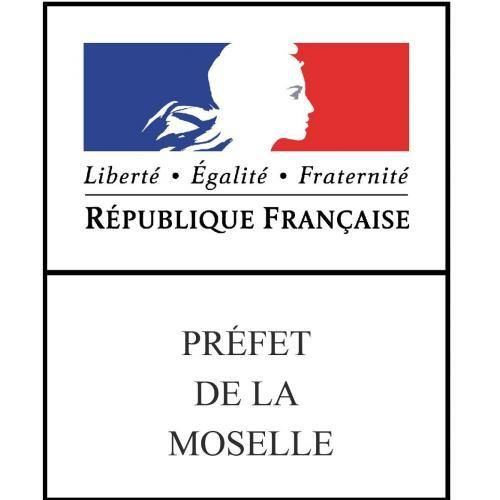 Liberté • Égalité • Fraternité
RÉPUBLIQUE FRANÇAISE
PRÉFET
DE LA
MOSELLE